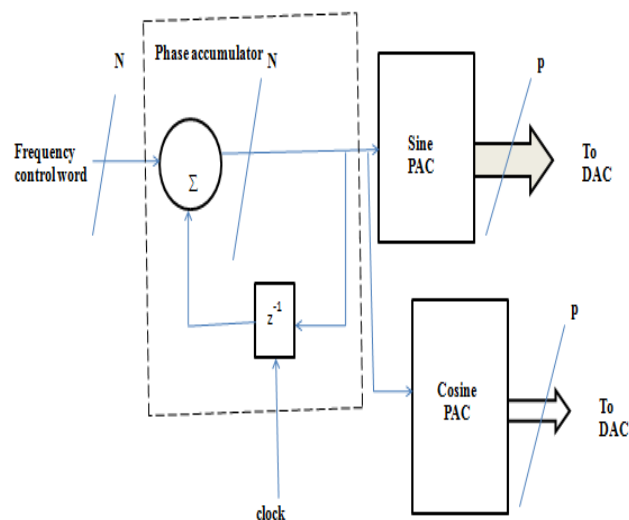 N
Phase accumulator
N
p
Frequency
control word
Σ
Sine
PAC
To
DAC
z-1
p
Cosine
PAC
To
DAC
clock